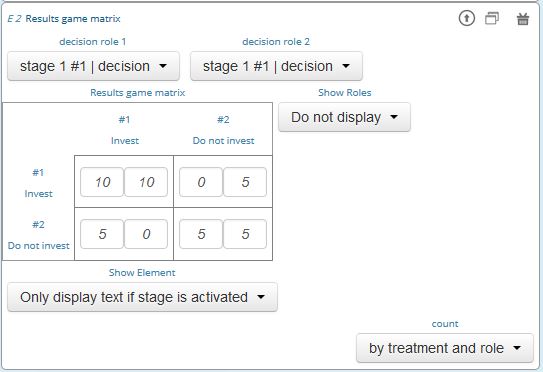 E 2 Results game matrix
decision role 1 decision role 2
stage 1 #1 | decision stage 1 #1 | decision
Results game matrix Show Roles
Do not display
#1 #2
Invest Do not invest
#1
Invest
10 10 0 5
#2
Do not invest
5 0 5 5
Show Element
Only display text if stage is activated
count
by treatment and role